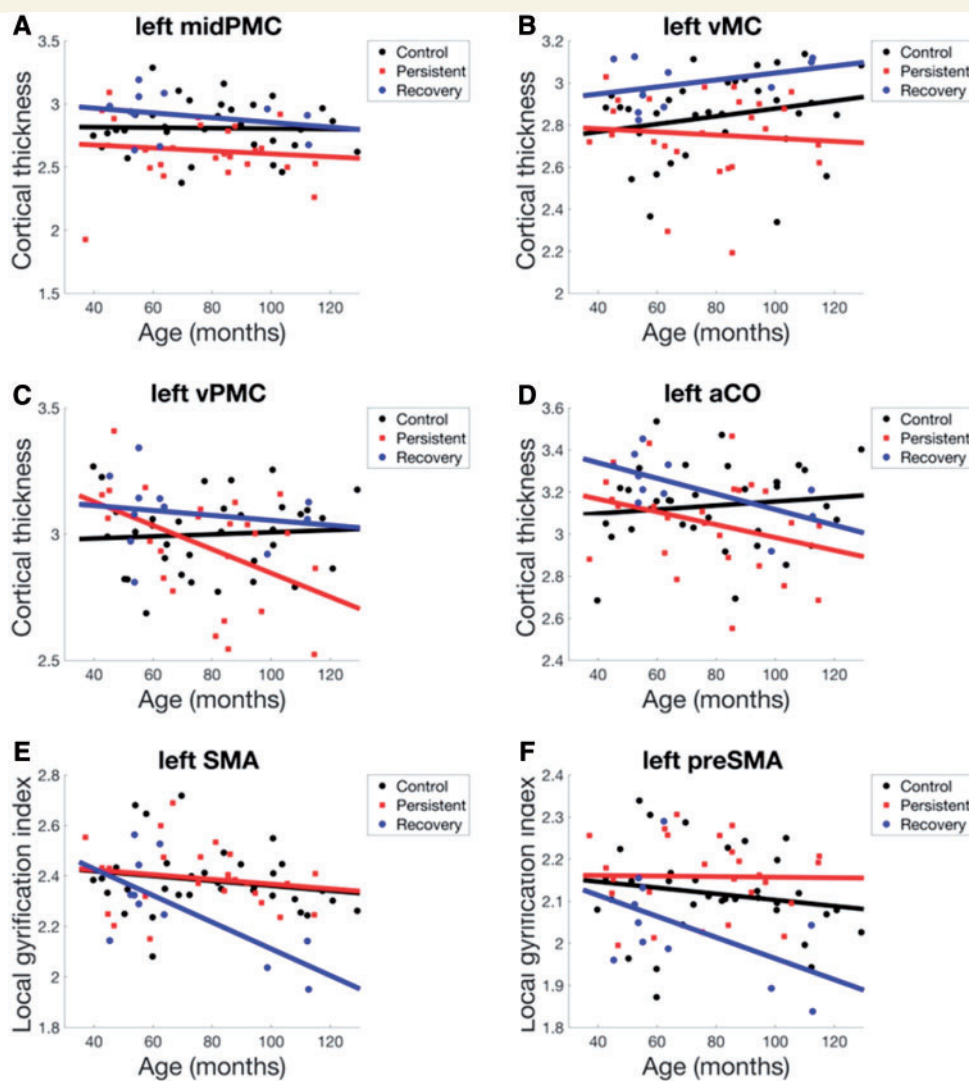 A left midPMC
3.5
3
2.5
2
1.5
Cortical thickness
40 60 80 100 120
Age (months)
Control
Persistent
Recovery
B left vMC
3.2
3
2.8
2.6
2.4
2.2
2
Cortical thickness
40 60 80 100 120
Age (months)
Control
Persistent
Recovery
C left vPMC
3.5
3
2.5
Cortical thickness
40 60 80 100 120
Age (months)
Control
Persistent
Recovery
D left aCO
3.6
3.4
3.2
3
2.8
2.6
2.4
Cortical thickness
40 60 80 100 120
Age (months)
Control
Persistent
Recovery
E left SMA
2.8
2.6
2.4
2.2
2
1.8
Local gyrification index
40 60 80 100 120
Age (months)
Control
Persistent
Recovery
F left preSMA
2.4
2.3
2.2
2.1
2
1.9
1.8
Local gyrification index
40 60 80 100 120
Age (months)
Control
Persistent
Recovery